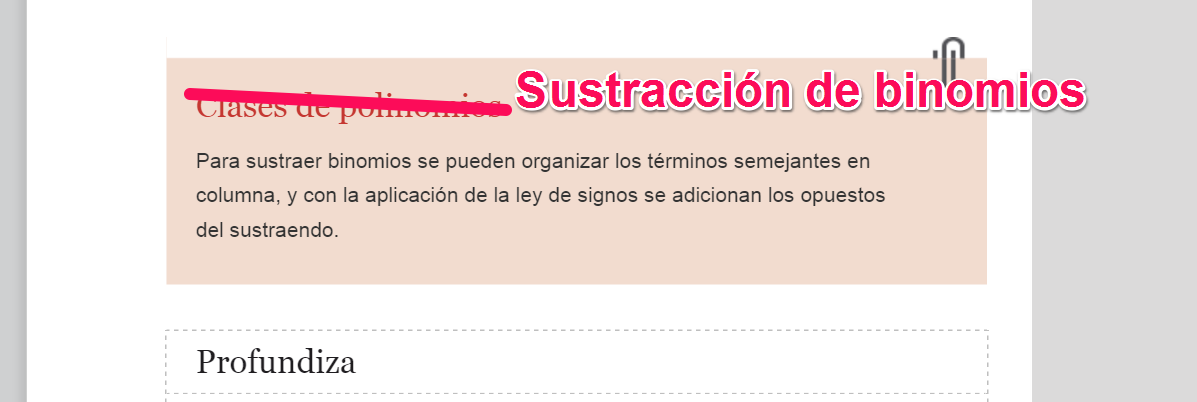 Clases de polinomios Sustracción de binomios
Para sustraer binomios se pueden organizar los términos semejantes en
columna, y con la aplicación de la ley de signos se adicionan los opuestos
del sustraendo.
Profundiza